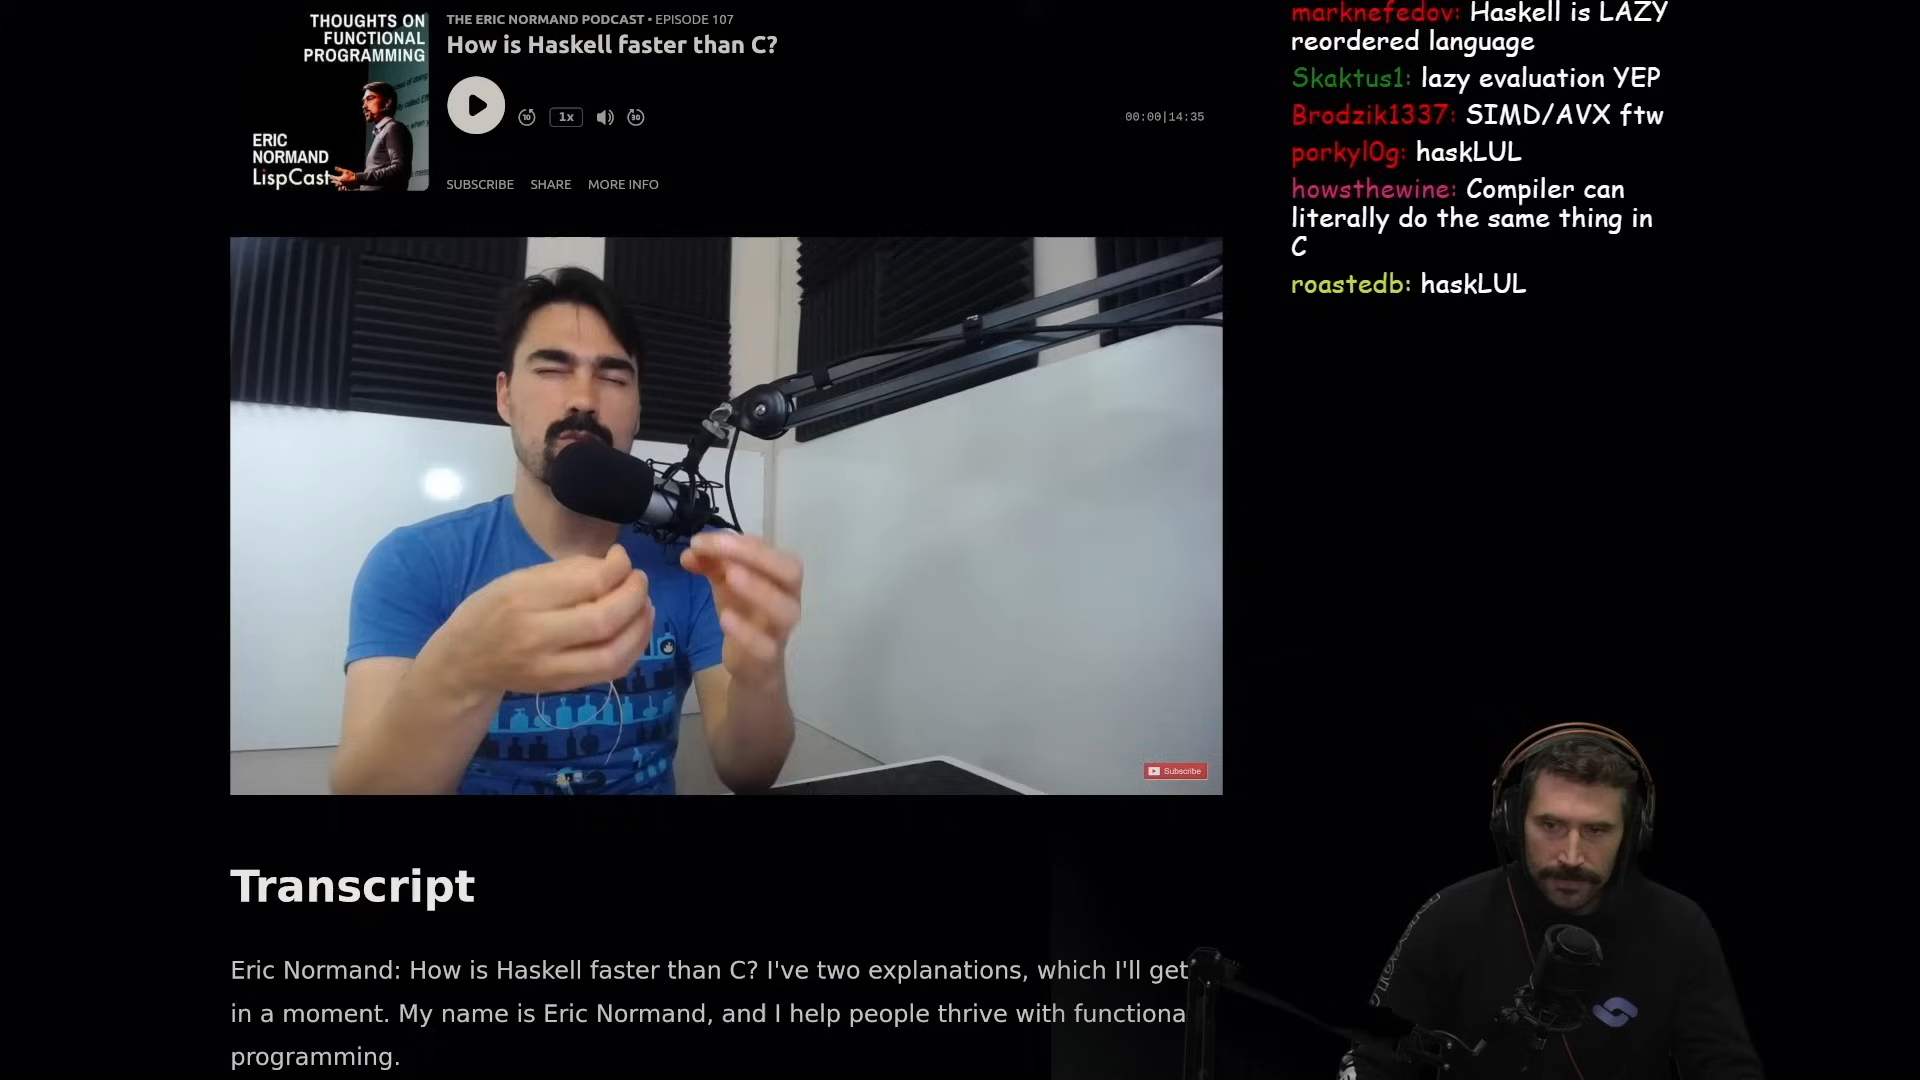 THOUGHTS ON
FUNCTIONAL
PROGRAMMING
ERIC
NORMAND
LispCast
THE ERIC NORMAND PODCAST • EPISODE 107
How is Haskell faster than C?
10
1x
30
00:00|14:35
SUBSCRIBE SHARE MORE INFO
Subscribe
Transcript
Eric Normand: How is Haskell faster than C? I've two explanations, which I'll get
in a moment. My name is Eric Normand, and I help people thrive with functiona
programming.
marknefedov: Haskell is LAZY
reordered language
Skaktus1: lazy evaluation YEP
Brodzik1337: SIMD/AVX ftw
porkyl0g: haskLUL
howsthewine: Compiler can
literally do the same thing in
C
roastedb: haskLUL